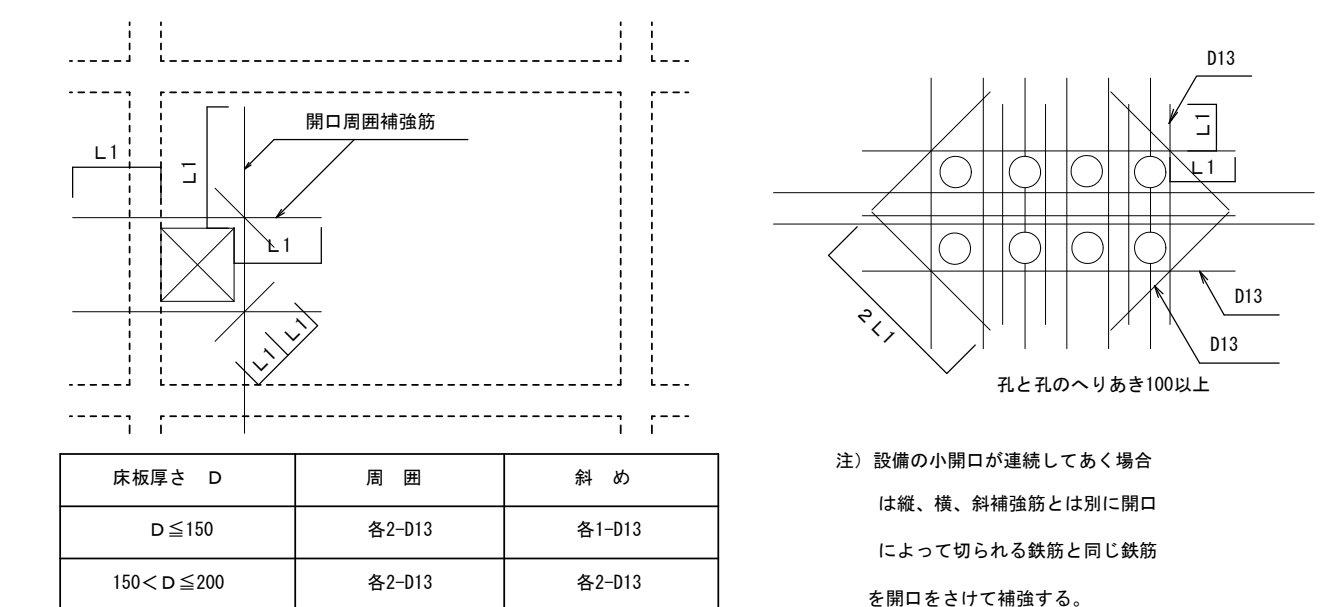 開口周囲補強筋
L1
L1
L1
L1
L1
床板厚さ D
周 囲
斜 め
D≦150
各2-D13
各1-D13
150<D≦200
各2-D13
各2-D13
D13
L1
L1
2L1
D13
D13
孔と孔のへりあき100以上
注）設備の小開口が連続してあく場合
は縦、横、斜補強筋とは別に開口
によって切られる鉄筋と同じ鉄筋
を開口をさけて補強する。